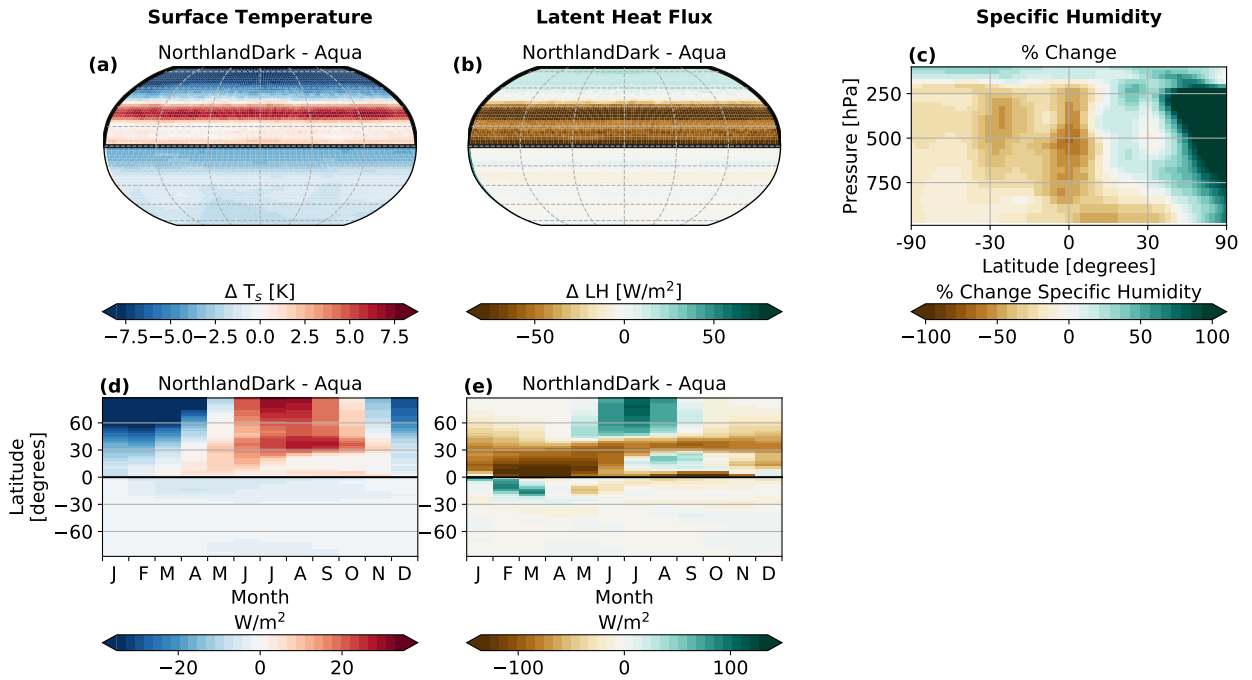 Surface Temperature
Latent Heat Flux
Specific Humidity
(a)
NorthlandDark - Aqua
(b)
NorthlandDark - Aqua
(c)
% Change
Pressure [hPa]
250
500
750
-90 -30 0 30 90
Latitude [degrees]
Δ Tₛ [K]
−7.5 −5.0 −2.5 0.0 2.5 5.0 7.5
Δ LH [W/m²]
−50 0 50
% Change Specific Humidity
−100 −50 0 50 100
(d)
NorthlandDark - Aqua
Latitude
[degrees]
60
30
0
−30
−60
J F M A M J J A S O N D
Month
W/m²
−20 0 20
(e)
NorthlandDark - Aqua
60
30
0
−30
−60
J F M A M J J A S O N D
Month
W/m²
−100 0 100